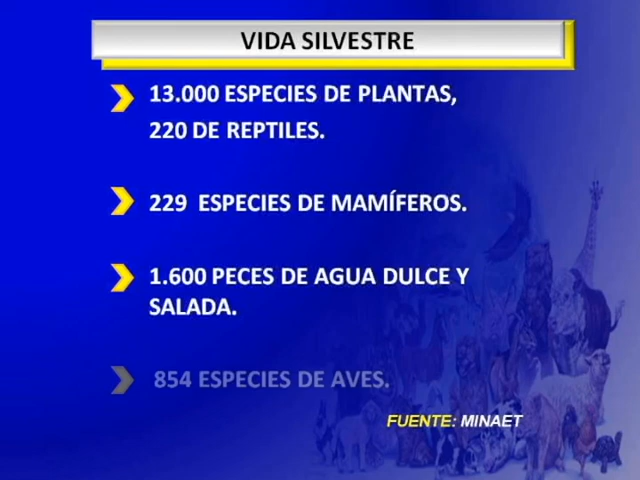 VIDA SILVESTRE
13.000 ESPECIES DE PLANTAS,
220 DE REPTILES.
229 ESPECIES DE MAMÍFEROS.
1.600 PECES DE AGUA DULCE Y
SALADA.
854 ESPECIES DE AVES.
FUENTE: MINAET